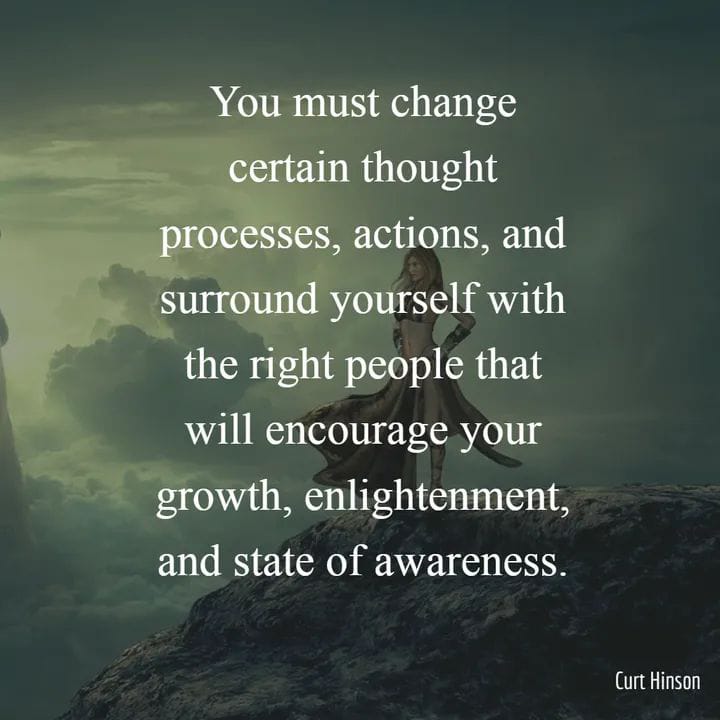 You must change
certain thought
processes, actions, and
surround yourself with
the right people that
will encourage your
growth, enlightenment,
and state of awareness.
Curt Hinson